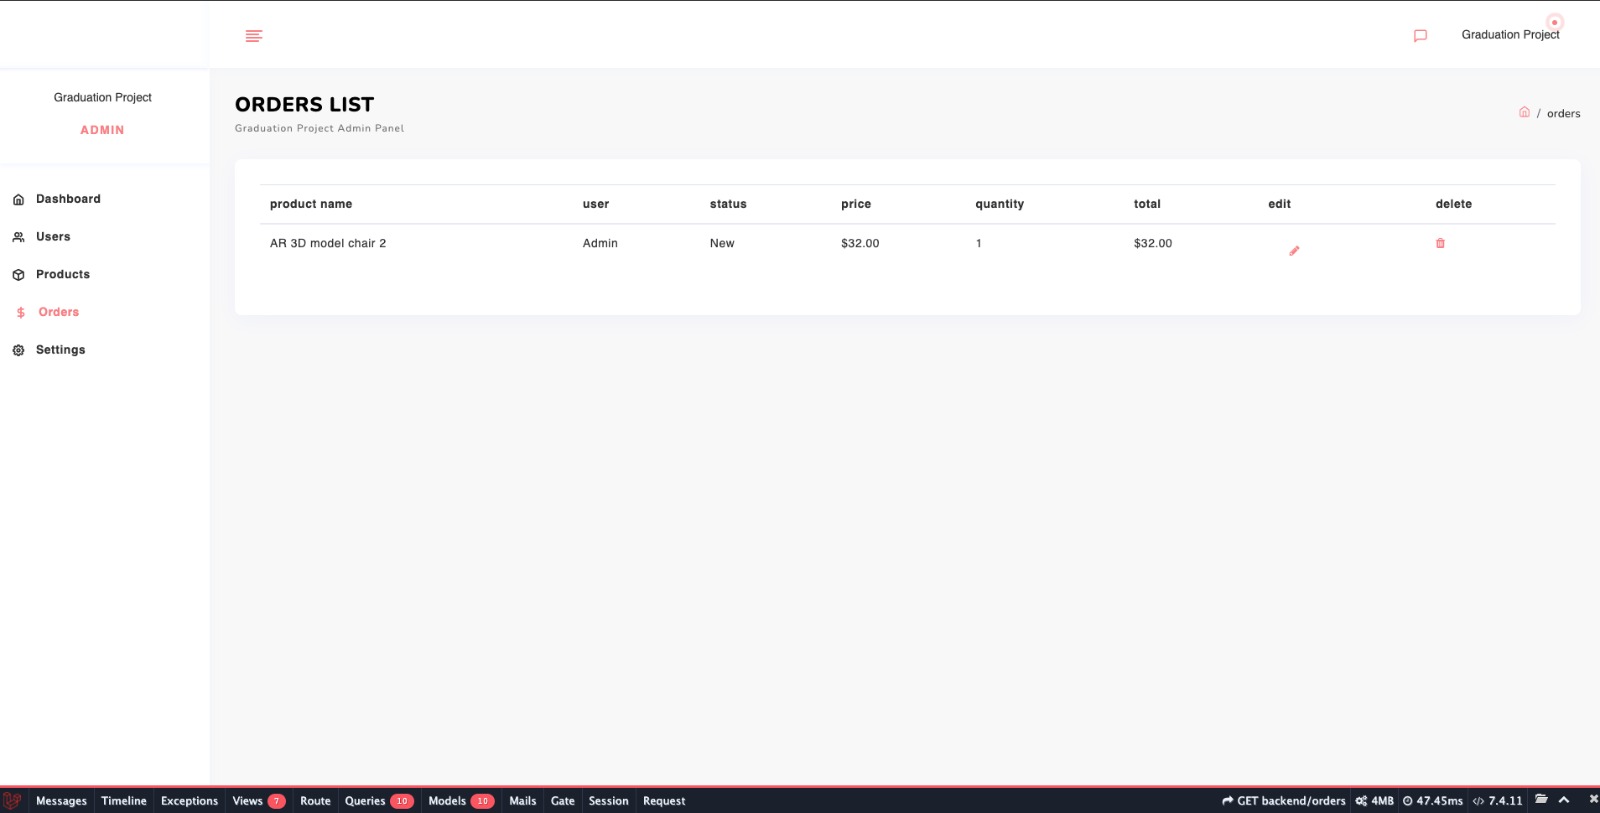 Graduation Project
Graduation Project
ADMIN
Dashboard
Users
Products
$ Orders
Settings
ORDERS LIST
Graduation Project Admin Panel
/ orders
product name user status price quantity total edit delete
AR 3D model chair 2 Admin New $32.00 1 $32.00
Messages Timeline Exceptions Views 7 Route Queries 10 Models 10 Mails Gate Session Request GET backend/orders 4MB 47.45ms </> 7.4.11